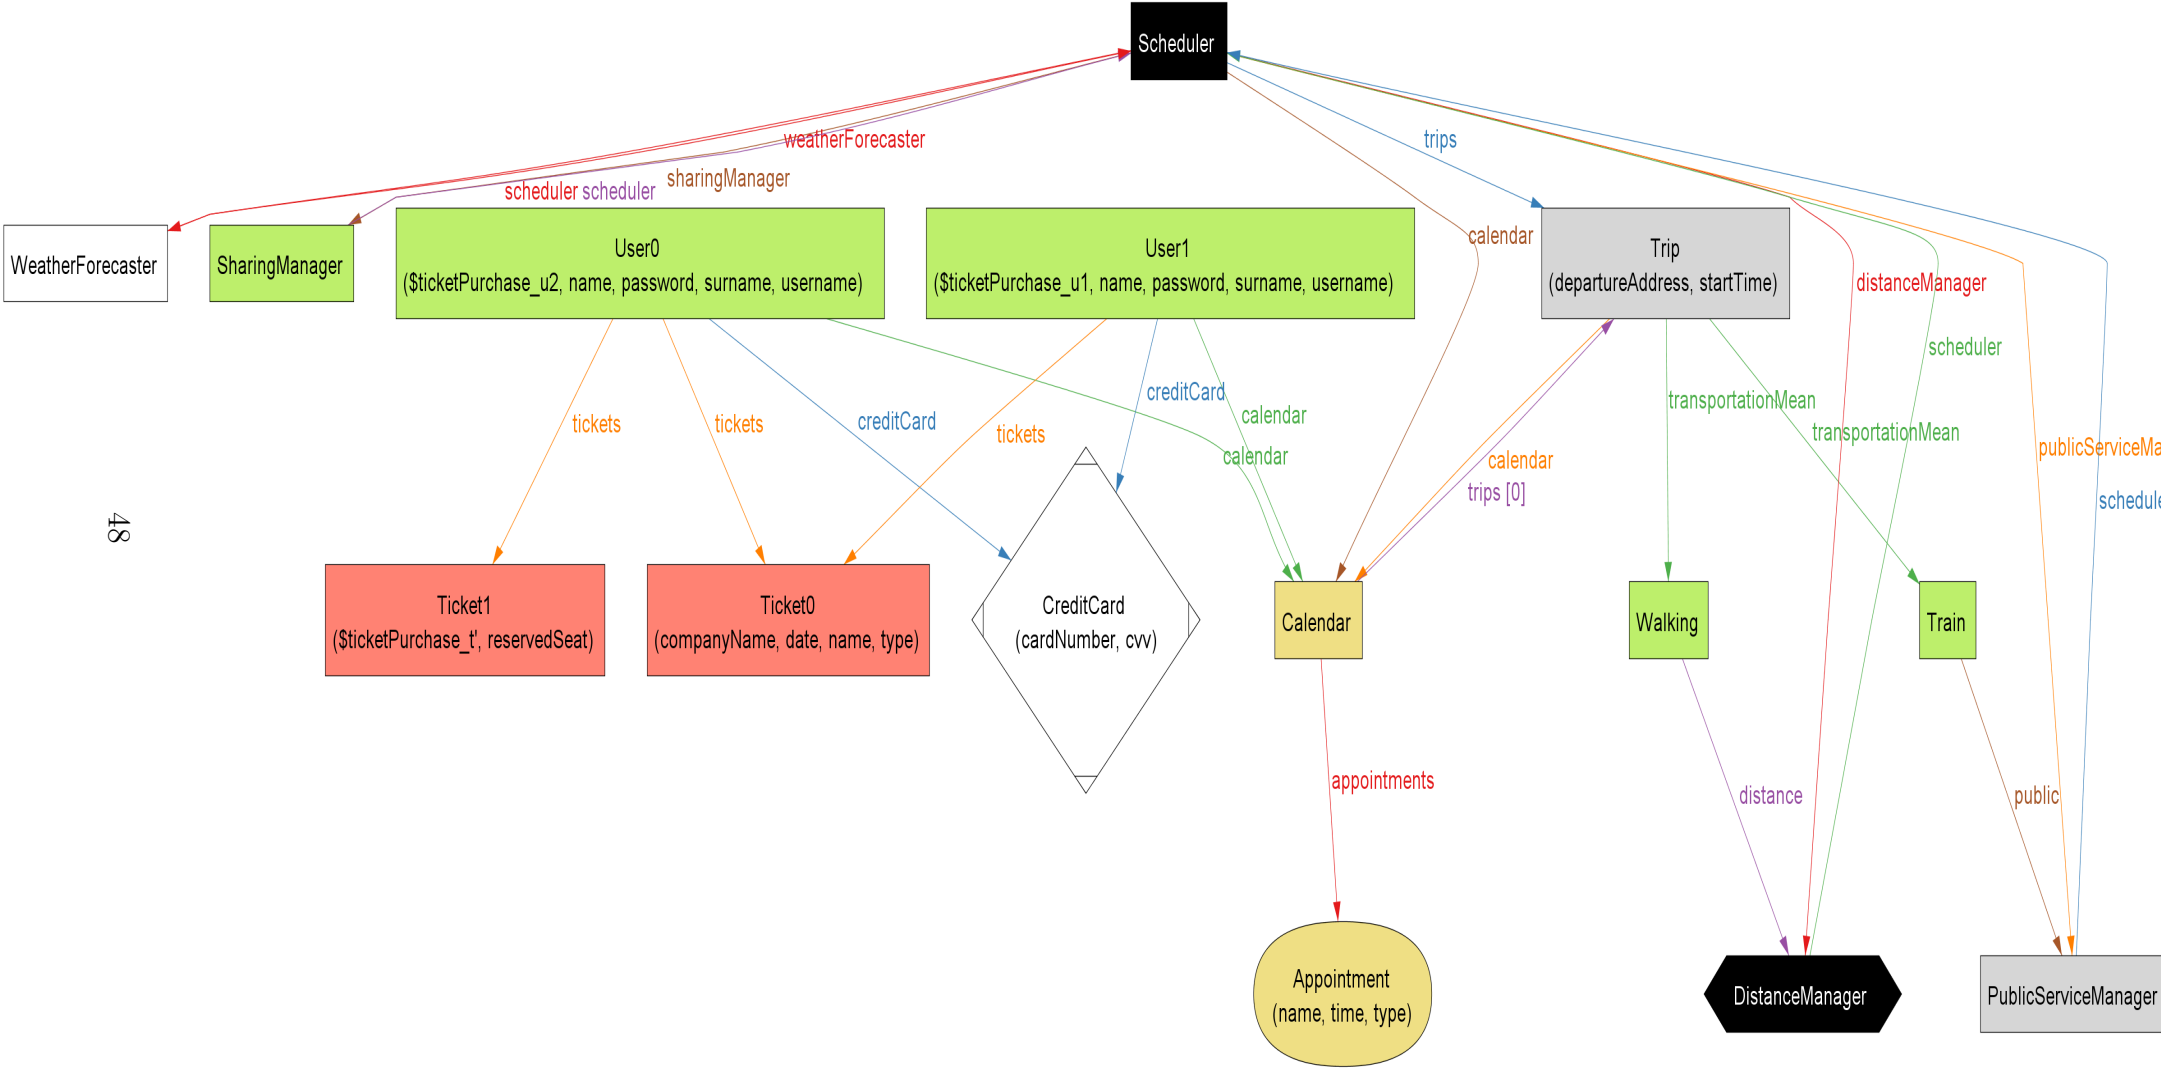 Scheduler
weatherForecaster
trips
sharingManager
scheduler
scheduler
calendar
WeatherForecaster
SharingManager
User0
($ticketPurchase_u2, name, password, surname, username)
User1
($ticketPurchase_u1, name, password, surname, username)
Trip
(departureAddress, startTime)
distanceManager
scheduler
tickets
tickets
creditCard
tickets
creditCard
calendar
calendar
calendar
trips [0]
transportationMean
transportationMean
publicServiceMa
schedule
48
Ticket1
($ticketPurchase_t', reservedSeat)
Ticket0
(companyName, date, name, type)
CreditCard
(cardNumber, cvv)
Calendar
Walking
Train
appointments
distance
public
Appointment
(name, time, type)
DistanceManager
PublicServiceManager